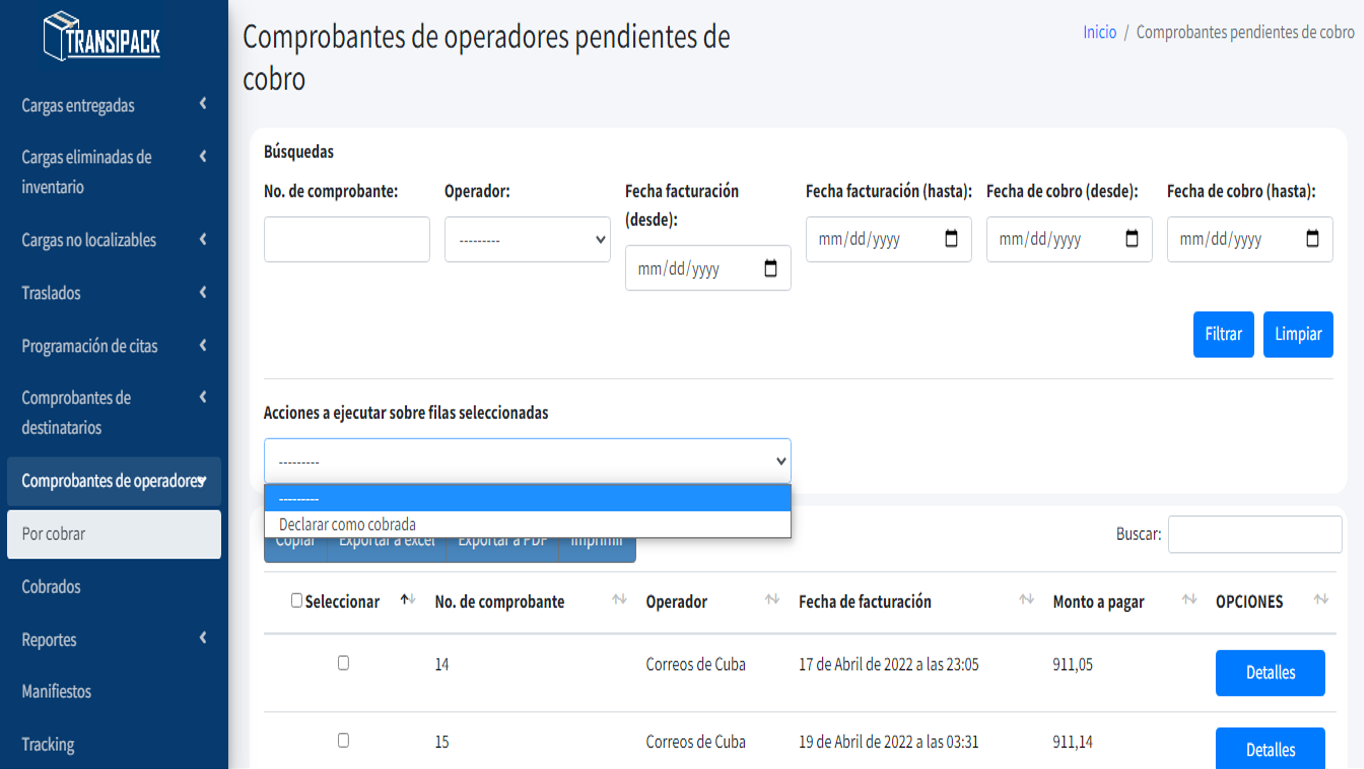 TRANSIPACK
Cargas entregadas
Cargas eliminadas de
inventario
Cargas no localizables
Traslados
Programación de citas
Comprobantes de
destinatarios
Comprobantes de operadores
Por cobrar
Cobrados
Reportes
Manifiestos
Tracking
Comprobantes de operadores pendientes de
cobro
Inicio / Comprobantes pendientes de cobro
Búsquedas
No. de comprobante:
Operador:
Fecha facturación
(desde):
Fecha facturación (hasta):
Fecha de cobro (desde):
Fecha de cobro (hasta):
---------
mm/dd/yyyy
mm/dd/yyyy
mm/dd/yyyy
mm/dd/yyyy
Filtrar
Limpiar
Acciones a ejecutar sobre filas seleccionadas
---------
---------
Declarar como cobrada
Copiar Exportar a excel Exportar a PDF Imprimir
Buscar:
Seleccionar No. de comprobante Operador Fecha de facturación Monto a pagar OPCIONES
14 Correos de Cuba 17 de Abril de 2022 a las 23:05 911,05 Detalles
15 Correos de Cuba 19 de Abril de 2022 a las 03:31 911,14 Detalles